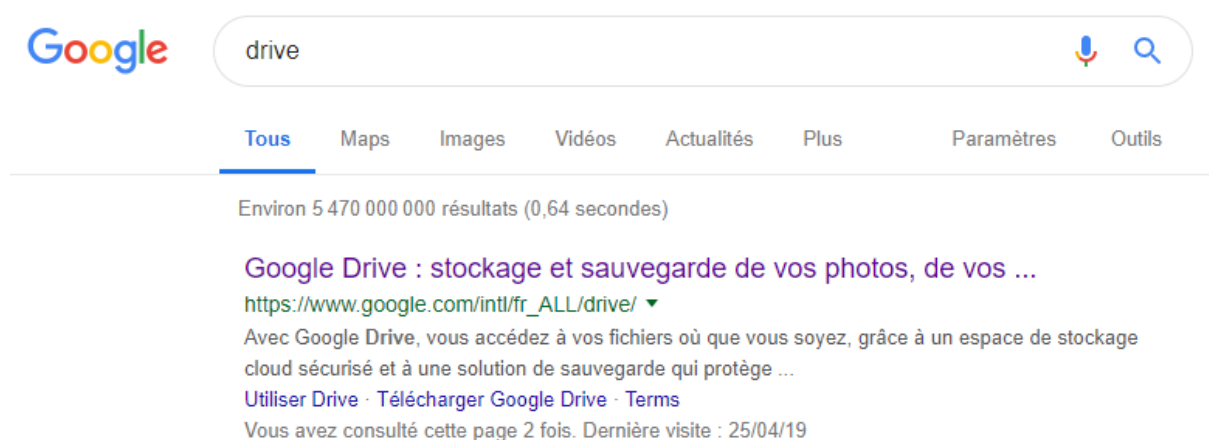 Google
drive
Tous Maps Images Vidéos Actualités Plus Paramètres Outils
Environ 5 470 000 000 résultats (0,64 secondes)
Google Drive : stockage et sauvegarde de vos photos, de vos ...
https://www.google.com/intl/fr_ALL/drive/
Avec Google Drive, vous accédez à vos fichiers où que vous soyez, grâce à un espace de stockage
cloud sécurisé et à une solution de sauvegarde qui protège ...
Utiliser Drive · Télécharger Google Drive · Terms
Vous avez consulté cette page 2 fois. Dernière visite : 25/04/19